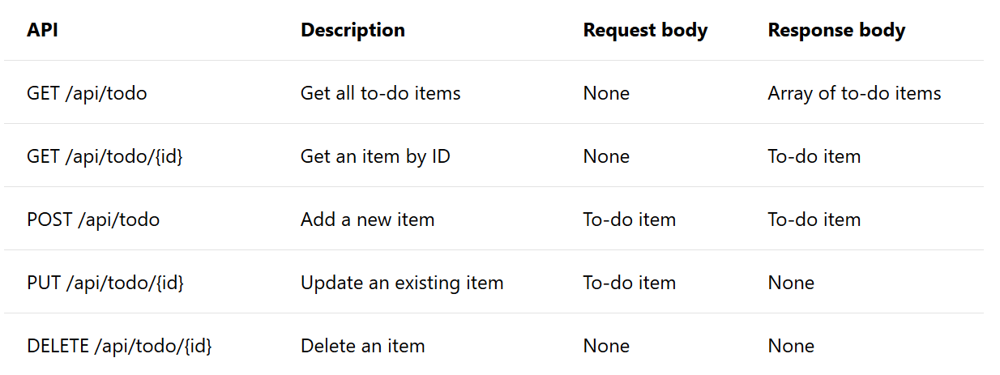 API Description Request body Response body
GET /api/todo Get all to-do items None Array of to-do items
GET /api/todo/{id} Get an item by ID None To-do item
POST /api/todo Add a new item To-do item To-do item
PUT /api/todo/{id} Update an existing item To-do item None
DELETE /api/todo/{id} Delete an item None None